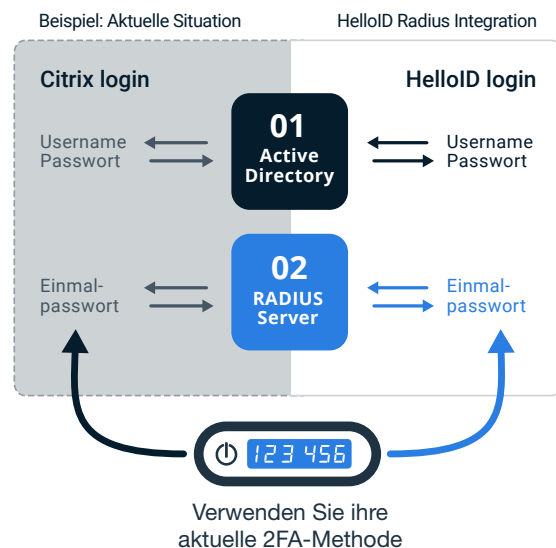 Beispiel: Aktuelle Situation
HelloID Radius Integration
Citrix login
HelloID login
Username
Passwort
01
Active
Directory
Username
Passwort
Einmal-
passwort
02
RADIUS
Server
Einmal-
passwort
123 456
Verwenden Sie ihre
aktuelle 2FA-Methode